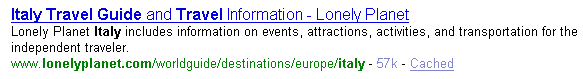 Italy Travel Guide and Travel Information - Lonely Planet
Lonely Planet Italy includes information on events, attractions, activities, and transportation for the
independent traveler.
www.lonelyplanet.com/worldguide/destinations/europe/italy - 57k - Cached